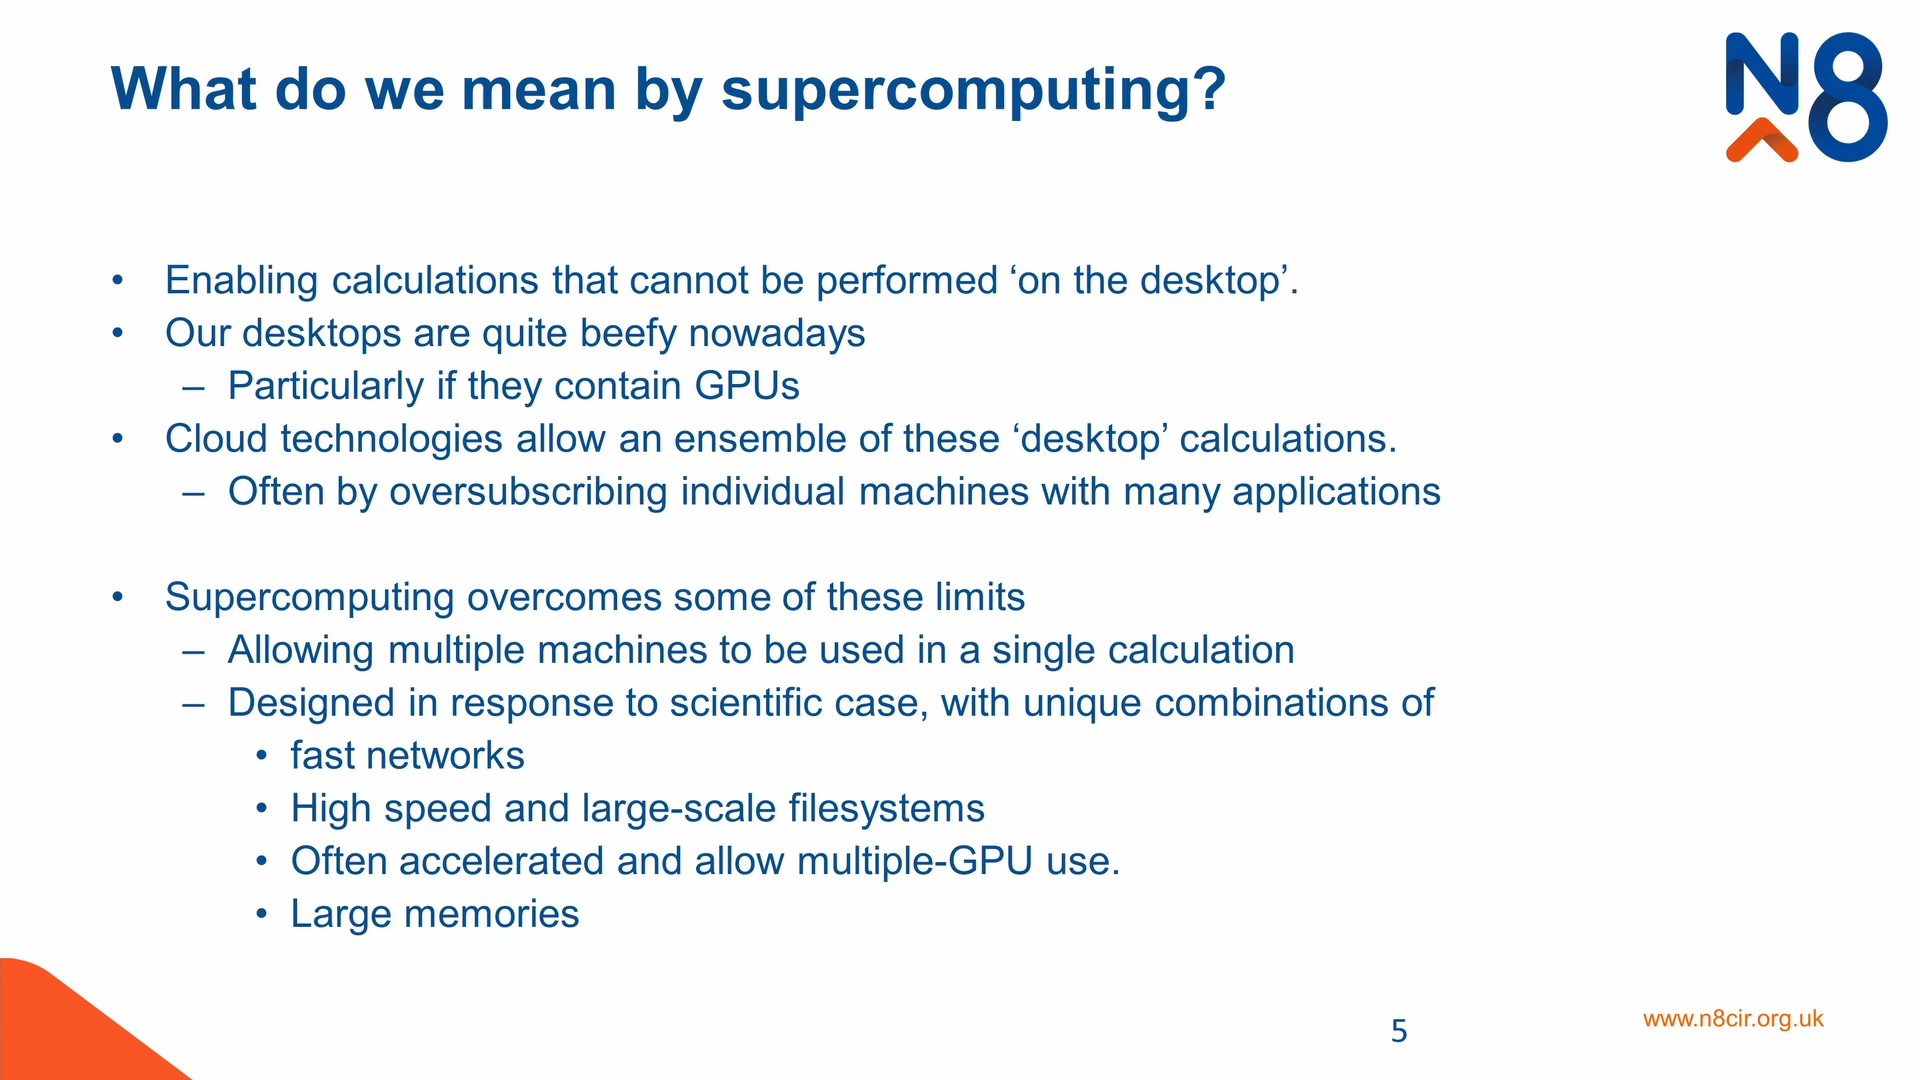 What do we mean by supercomputing?
N8
• Enabling calculations that cannot be performed ‘on the desktop’.
• Our desktops are quite beefy nowadays
– Particularly if they contain GPUs
• Cloud technologies allow an ensemble of these ‘desktop’ calculations.
– Often by oversubscribing individual machines with many applications
• Supercomputing overcomes some of these limits
– Allowing multiple machines to be used in a single calculation
– Designed in response to scientific case, with unique combinations of
• fast networks
• High speed and large-scale filesystems
• Often accelerated and allow multiple-GPU use.
• Large memories
5
www.n8cir.org.uk